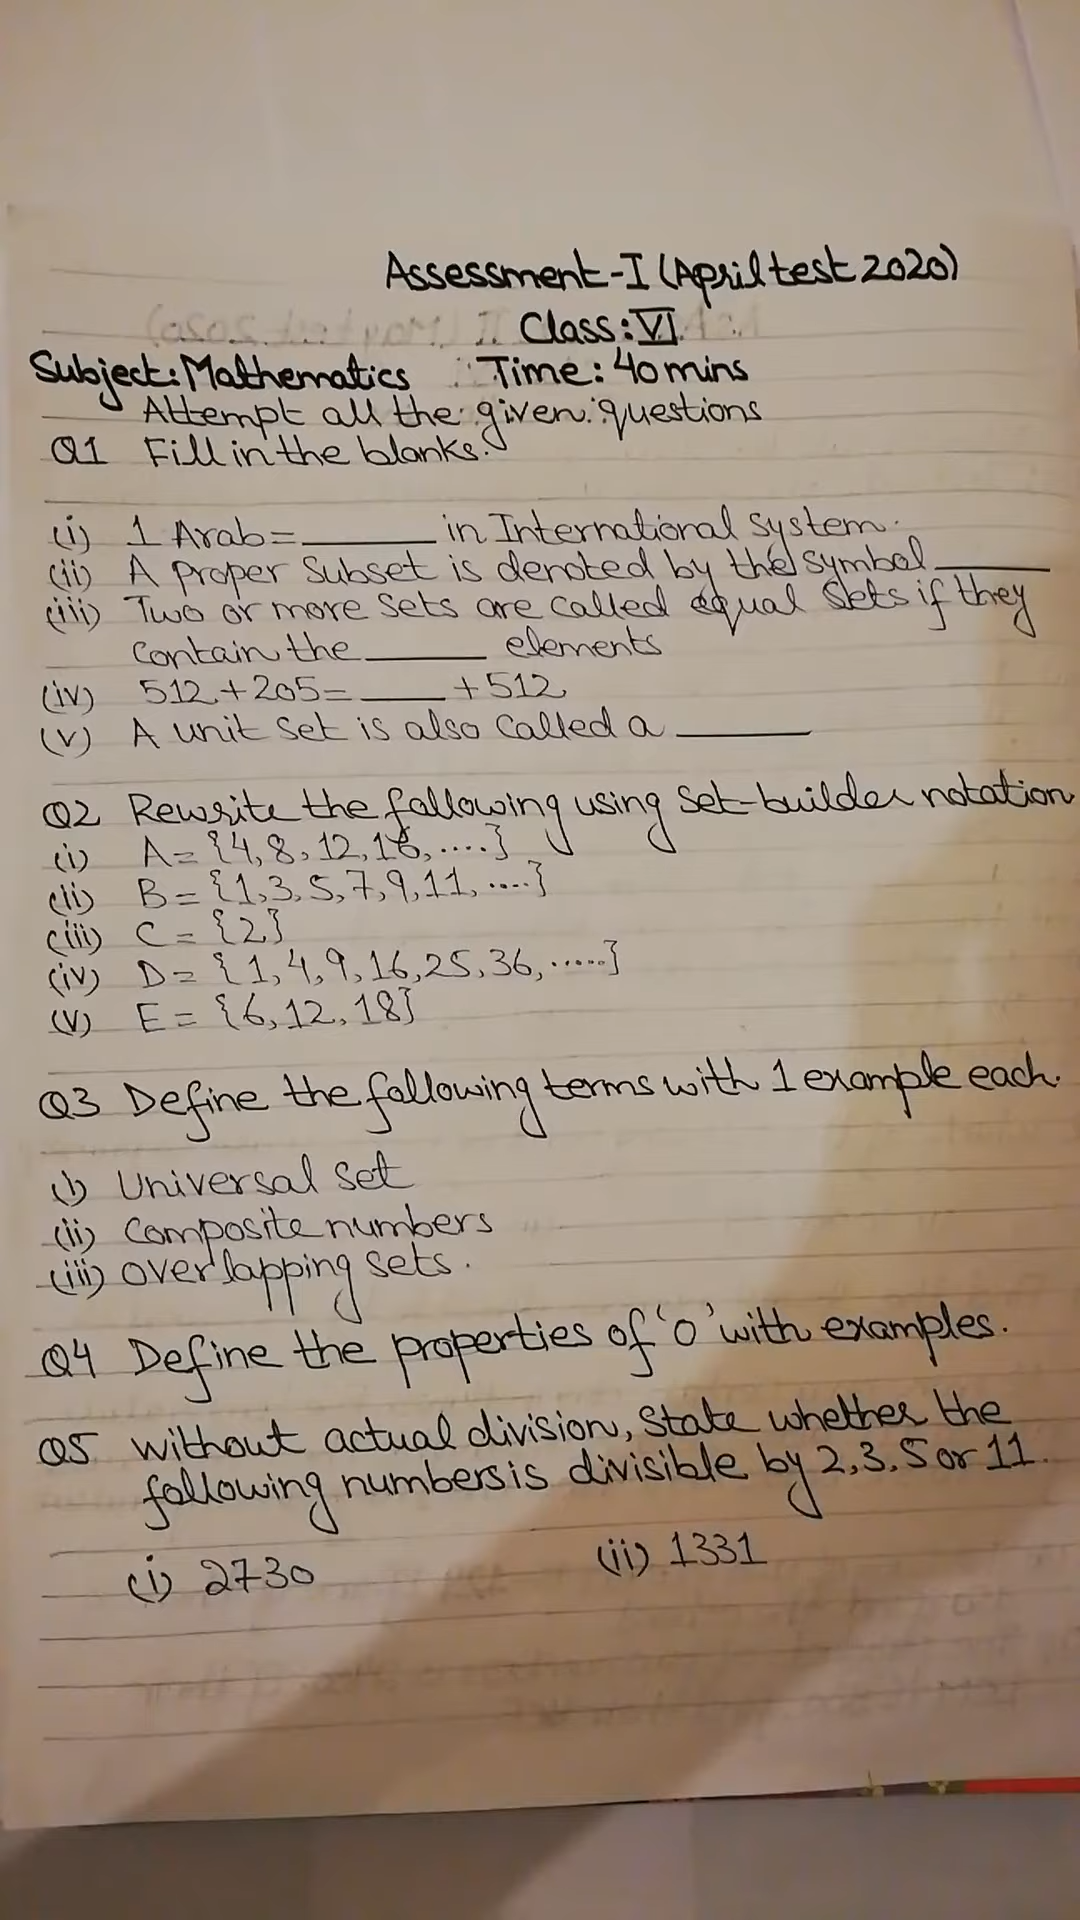 Assessment-I (April test 2020)
Class: VI
Subject: Mathematics Time: 40 mins
Attempt all the given questions
Q1 Fill in the blanks.
(i) 1 Arab = ______ in International system.
(ii) A proper subset is denoted by the symbol ______
(iii) Two or more sets are called equal sets if they
contain the ______ elements
(iv) 512 + 205 = ____ + 512
(v) A unit set is also called a ______
Q2 Rewrite the following using set-builder notation
(i) A = {4, 8, 12, 16, ....}
(ii) B = {1, 3, 5, 7, 9, 11, ....}
(iii) C = {2}
(iv) D = {1, 4, 9, 16, 25, 36, .....}
(v) E = {6, 12, 18}
Q3 Define the following terms with 1 example each.
(i) Universal set
(ii) Composite numbers
(iii) overlapping sets.
Q4 Define the properties of '0' with examples.
Q5 without actual division, State whether the
following numbers is divisible by 2, 3, 5 or 11.
(i) 2730 (ii) 1331